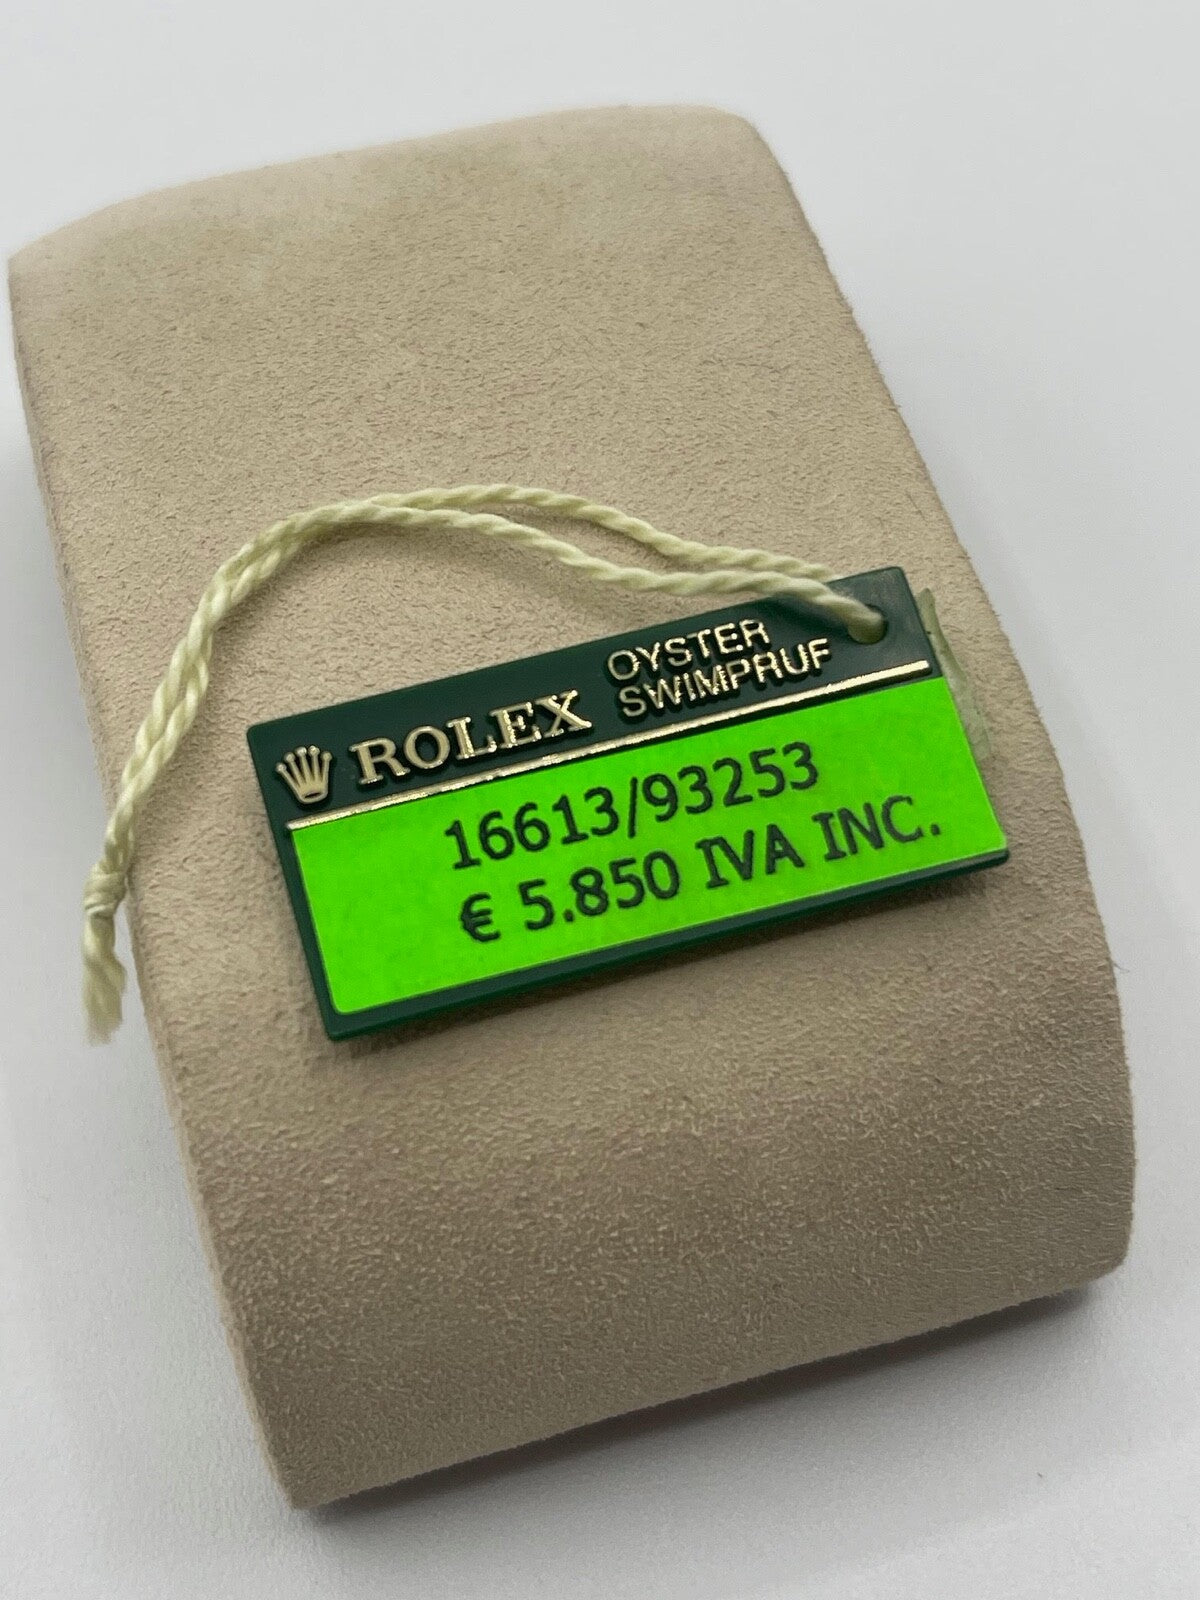 ROLEX OYSTER
SWIMPRUF
16613/93253
€ 5.850 IVA INC.